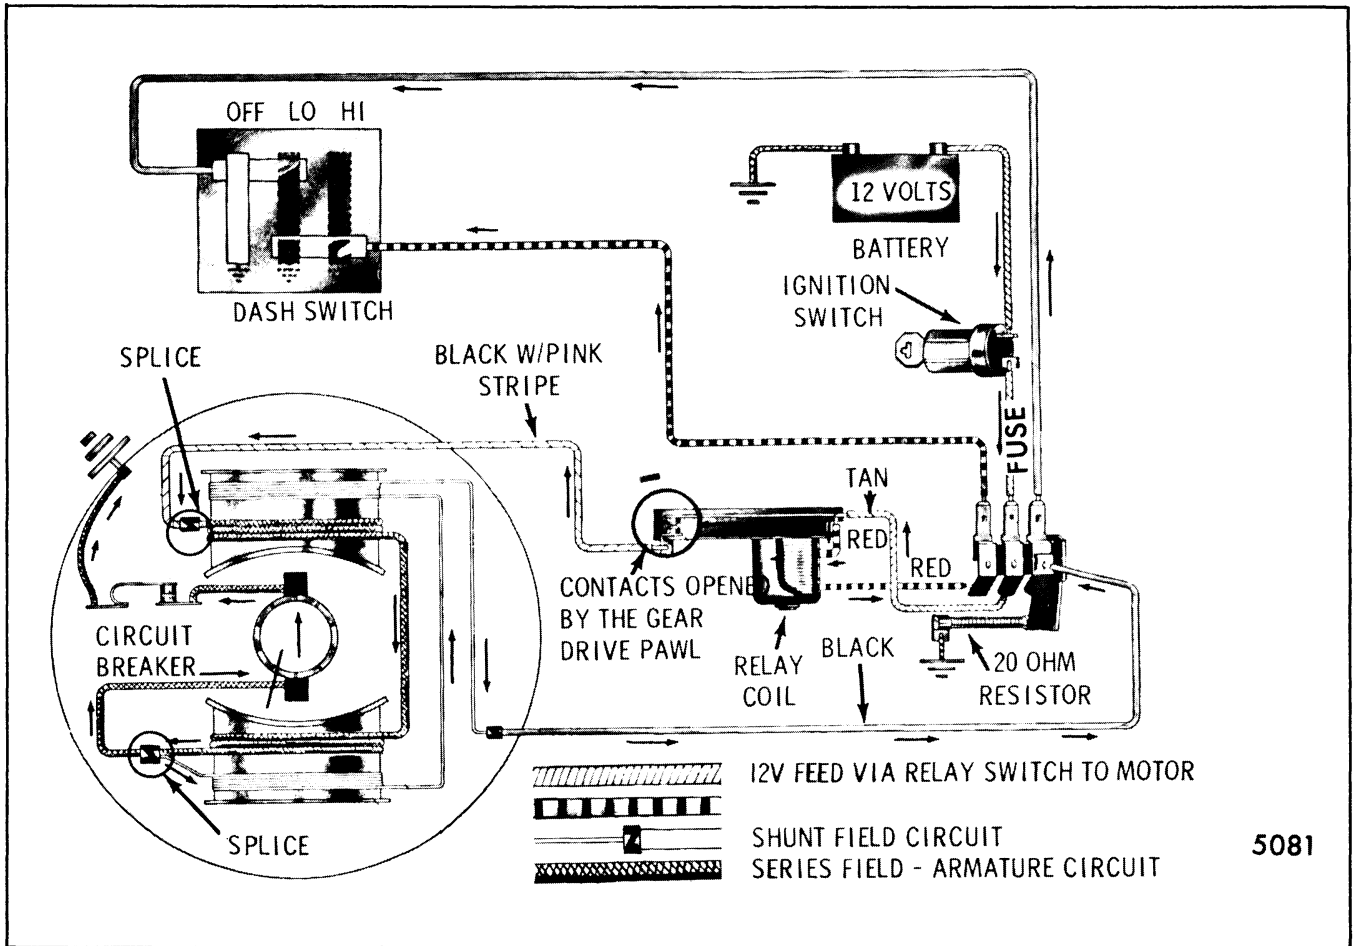 OFF LO HI
DASH SWITCH
12 VOLTS
BATTERY
IGNITION
SWITCH
FUSE
SPLICE
BLACK W/PINK
STRIPE
TAN
RED
RED
CONTACTS OPENED
BY THE GEAR
DRIVE PAWL
RELAY
COIL
BLACK
20 OHM
RESISTOR
CIRCUIT
BREAKER
SPLICE
12V FEED VIA RELAY SWITCH TO MOTOR
SHUNT FIELD CIRCUIT
SERIES FIELD - ARMATURE CIRCUIT
5081